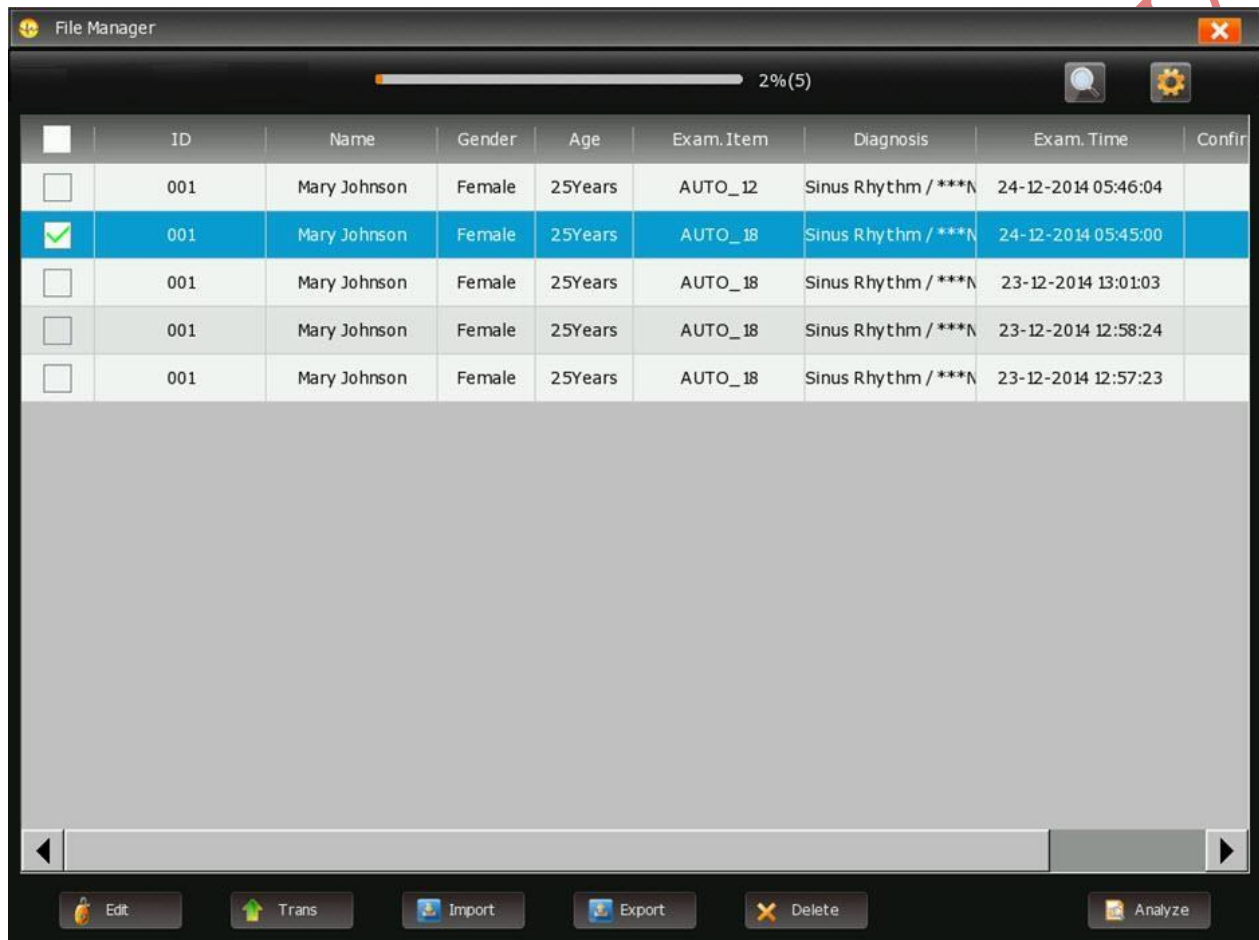 File Manager
2%(5)
ID Name Gender Age Exam.Item Diagnosis Exam.Time Confir
001 Mary Johnson Female 25Years AUTO_12 Sinus Rhythm / ***N 24-12-2014 05:46:04
001 Mary Johnson Female 25Years AUTO_18 Sinus Rhythm / ***N 24-12-2014 05:45:00
001 Mary Johnson Female 25Years AUTO_18 Sinus Rhythm / ***N 23-12-2014 13:01:03
001 Mary Johnson Female 25Years AUTO_18 Sinus Rhythm / ***N 23-12-2014 12:58:24
001 Mary Johnson Female 25Years AUTO_18 Sinus Rhythm / ***N 23-12-2014 12:57:23
Edit Trans Import Export Delete Analyze